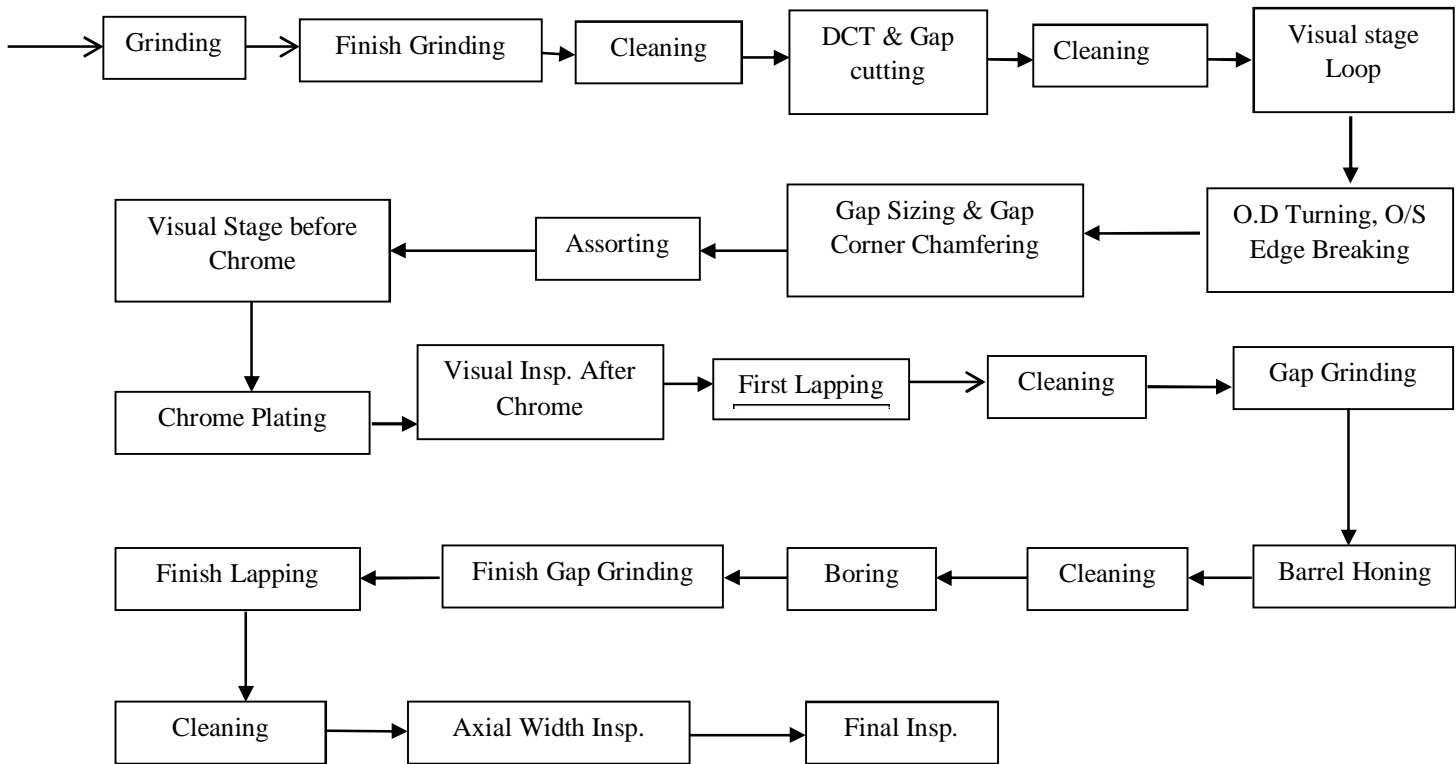 Grinding
Finish Grinding
Cleaning
DCT & Gap
cutting
Cleaning
Visual stage
Loop
O.D Turning, O/S
Edge Breaking
Gap Sizing & Gap
Corner Chamfering
Assorting
Visual Stage before
Chrome
Chrome Plating
Visual Insp. After
Chrome
First Lapping
Cleaning
Gap Grinding
Barrel Honing
Cleaning
Boring
Finish Gap Grinding
Finish Lapping
Cleaning
Axial Width Insp.
Final Insp.